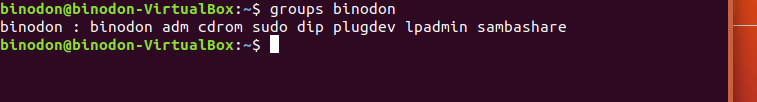 binodon@binodon-VirtualBox:~$ groups binodon
binodon : binodon adm cdrom sudo dip plugdev lpadmin sambashare
binodon@binodon-VirtualBox:~$